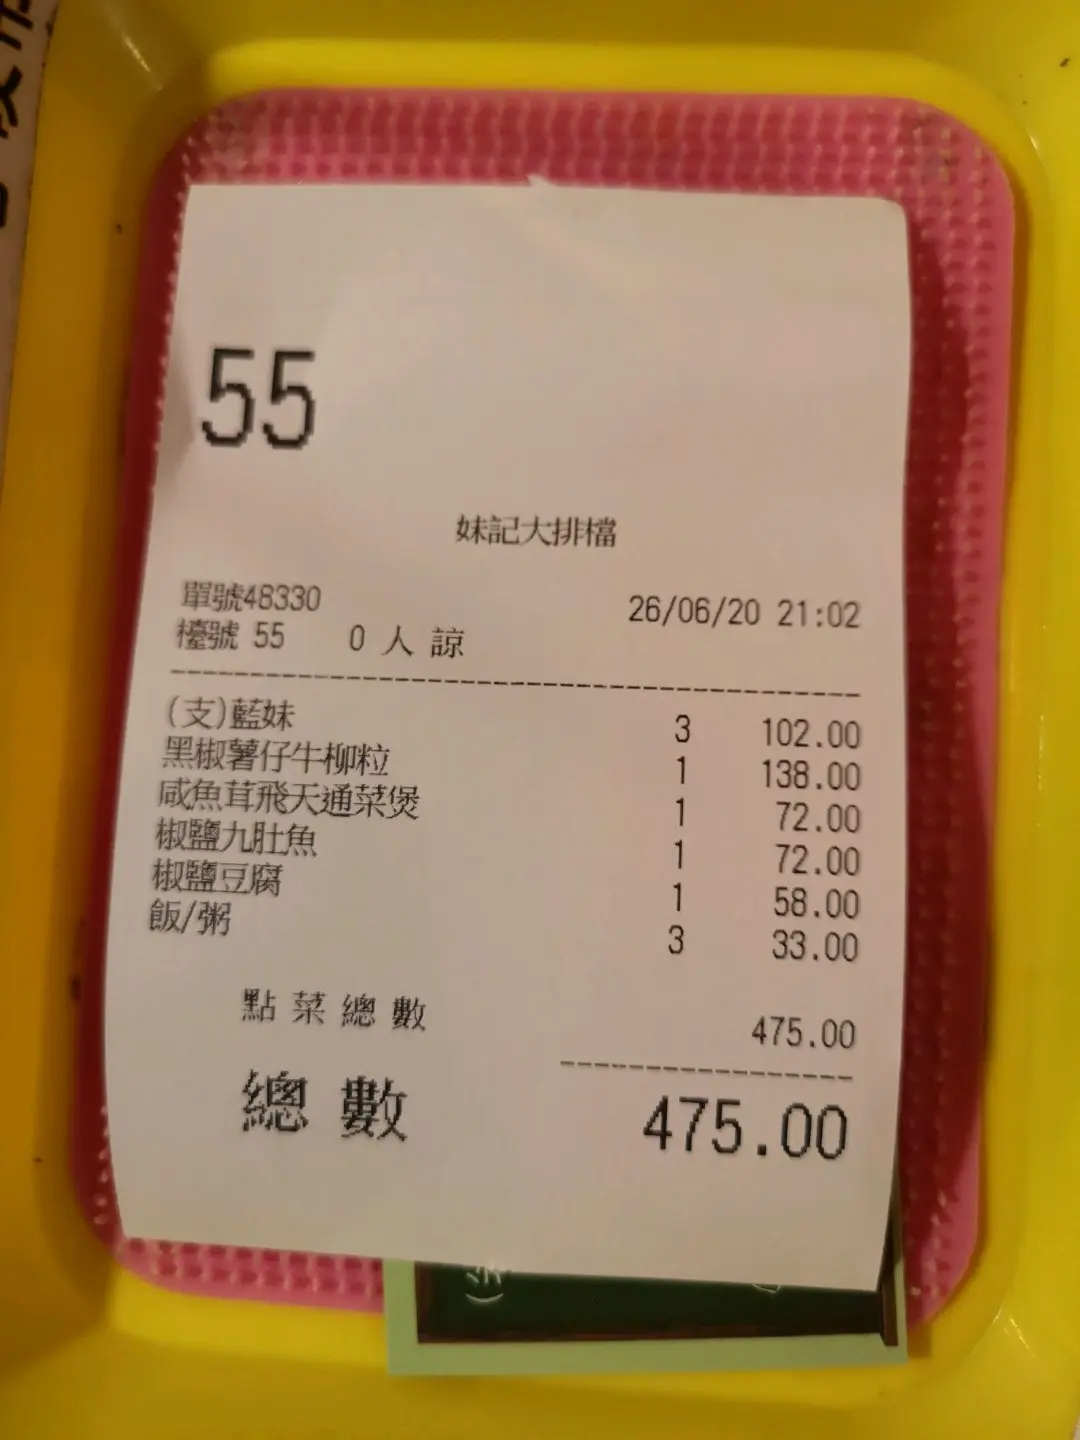 55
妹記大排檔
單號48330 26/06/20 21:02
檯號 55 0 人 諒
(支)藍妹 3 102.00
黑椒薯仔牛柳粒 1 138.00
咸魚茸飛天通菜煲 1 72.00
椒鹽九肚魚 1 72.00
椒鹽豆腐 1 58.00
飯/粥 3 33.00
點菜總數 475.00
總數 475.00